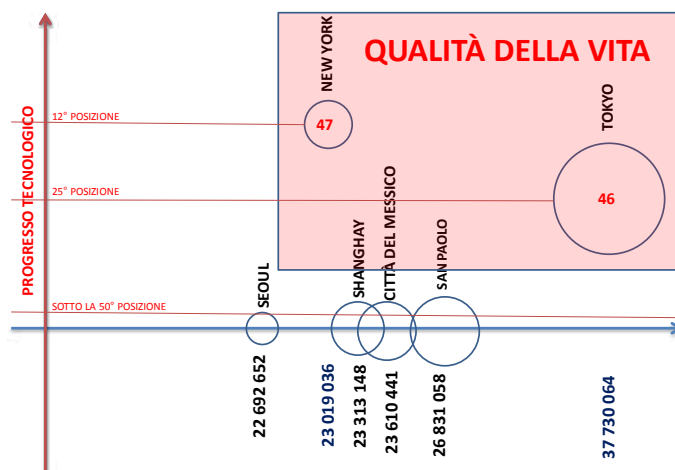 QUALITÀ DELLA VITA
NEW YORK
TOKYO
12° POSIZIONE
47
PROGRESSO TECNOLOGICO
25° POSIZIONE
46
SEOUL
SHANGHAY
CITTÀ DEL MESSICO
SAN PAOLO
SOTTO LA 50° POSIZIONE
22 692 652
23 019 036
23 313 148
23 610 441
26 831 058
37 730 064